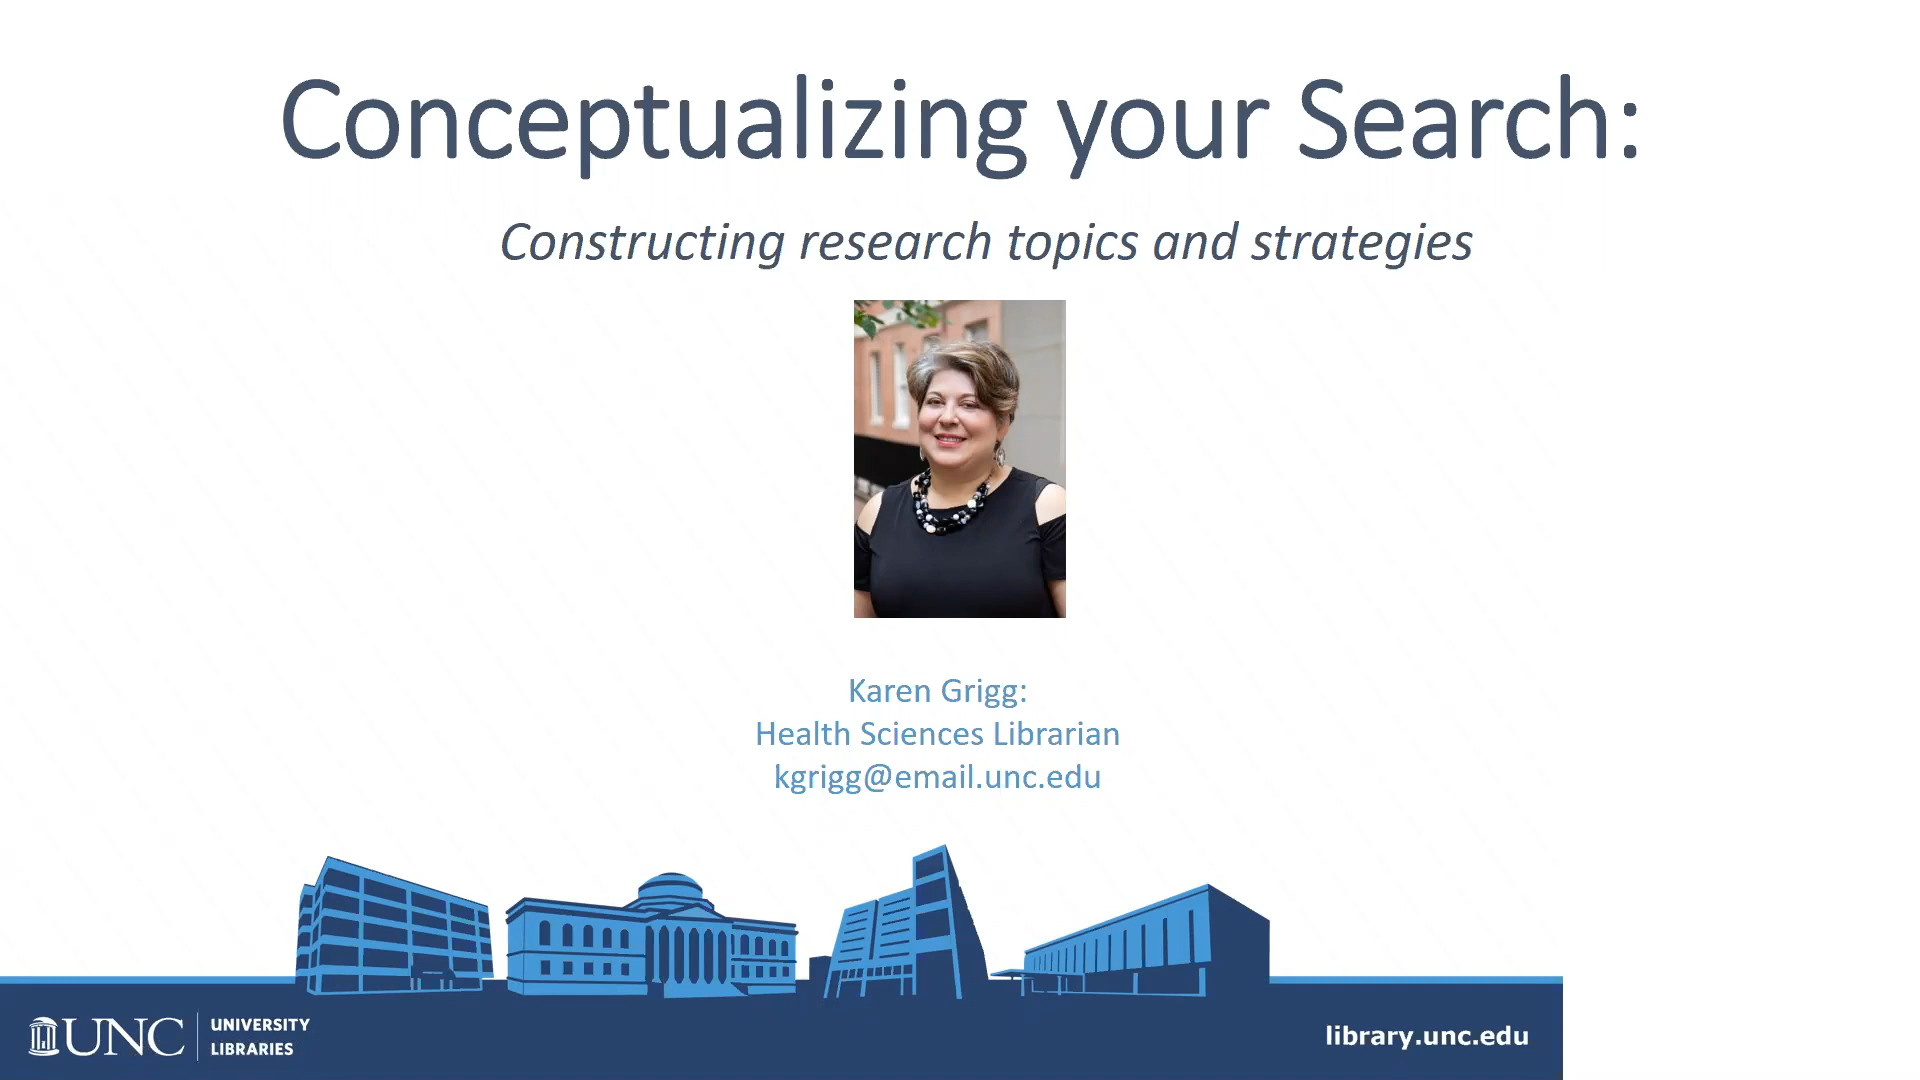 Conceptualizing your Search:
Constructing research topics and strategies
Karen Grigg:
Health Sciences Librarian
kgrigg@email.unc.edu
UNC
UNIVERSITY
LIBRARIES
library.unc.edu